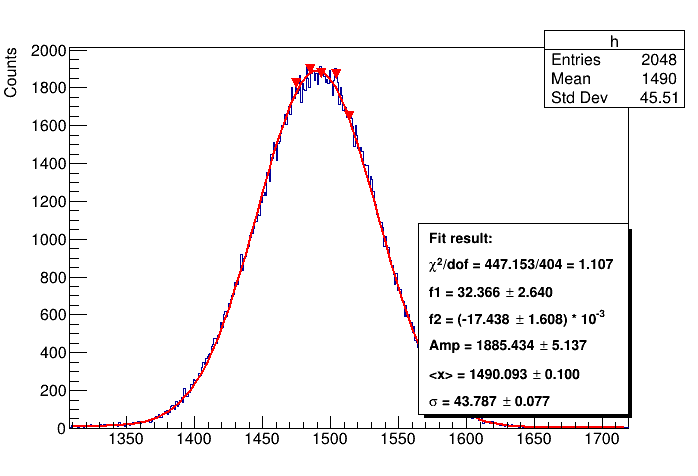 h
Entries 2048
Mean 1490
Std Dev 45.51
Counts
2000
1800
1600
1400
1200
1000
800
600
400
200
0
Fit result:
χ²/dof = 447.153/404 = 1.107
f1 = 32.366 ± 2.640
f2 = (-17.438 ± 1.608) * 10⁻³
Amp = 1885.434 ± 5.137
<x> = 1490.093 ± 0.100
σ = 43.787 ± 0.077
1350 1400 1450 1500 1550 1600 1650 1700